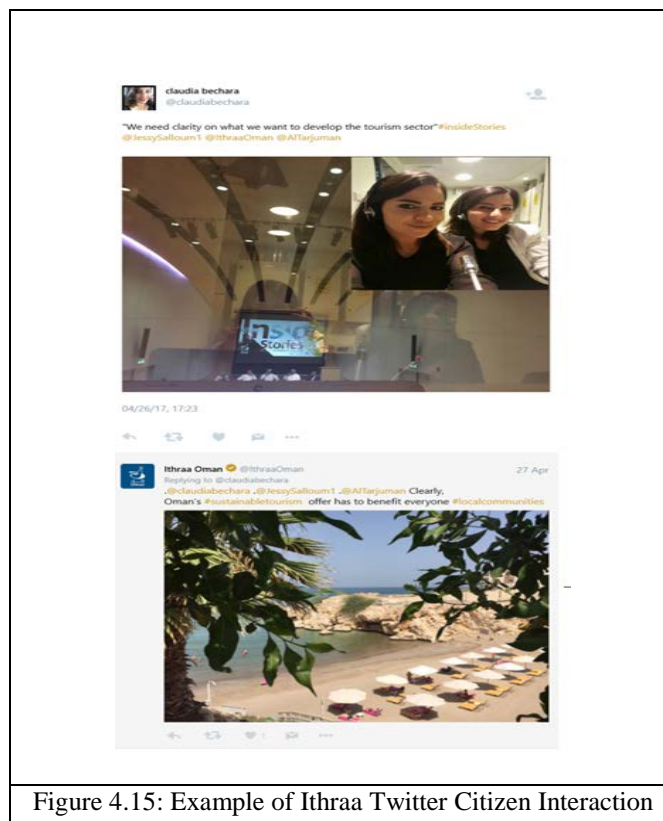 claudia bechara
@claudiabechara
"We need clarity on what we want to develop the tourism sector"#insideStories
@JessySalloum1 @IthraaOman @AlTarjuman
Insid
Stories
04/26/17, 17:23
Ithraa Oman @IthraaOman
27 Apr
Replying to @claudiabechara
.@claudiabechara .@JessySalloum1 .@AlTarjuman Clearly,
Oman's #sustainabletourism offer has to benefit everyone #localcommunities
1
Figure 4.15: Example of Ithraa Twitter Citizen Interaction